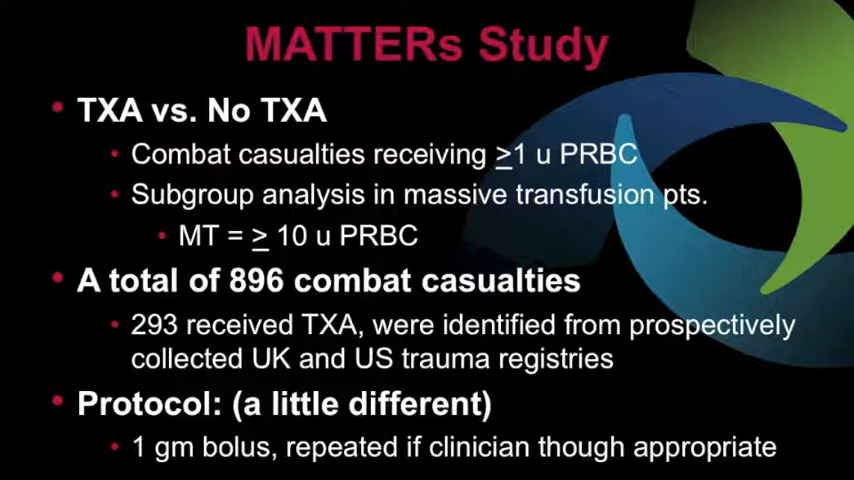 MATTERs Study
• TXA vs. No TXA
• Combat casualties receiving ≥1 u PRBC
• Subgroup analysis in massive transfusion pts.
• MT = ≥ 10 u PRBC
• A total of 896 combat casualties
• 293 received TXA, were identified from prospectively
collected UK and US trauma registries
• Protocol: (a little different)
• 1 gm bolus, repeated if clinician though appropriate